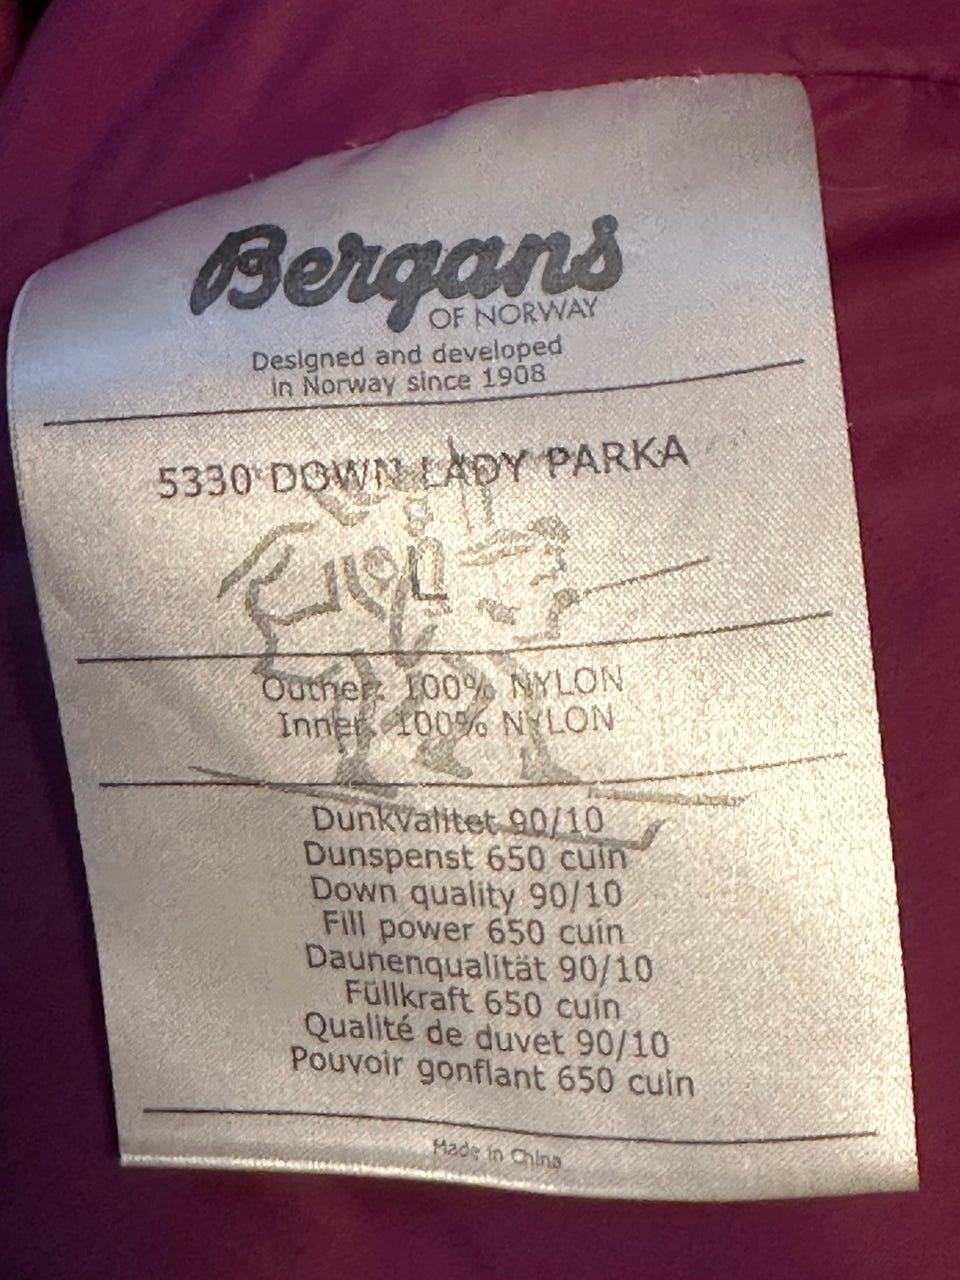 Bergans
OF NORWAY
Designed and developed
in Norway since 1908
5330 DOWN LADY PARKA
Outher: 100% NYLON
Inner: 100% NYLON
Dunkvalitet 90/10
Dunspenst 650 cuin
Down quality 90/10
Fill power 650 cuin
Daunenqualität 90/10
Füllkraft 650 cuin
Qualité de duvet 90/10
Pouvoir gonflant 650 cuin
Made in China